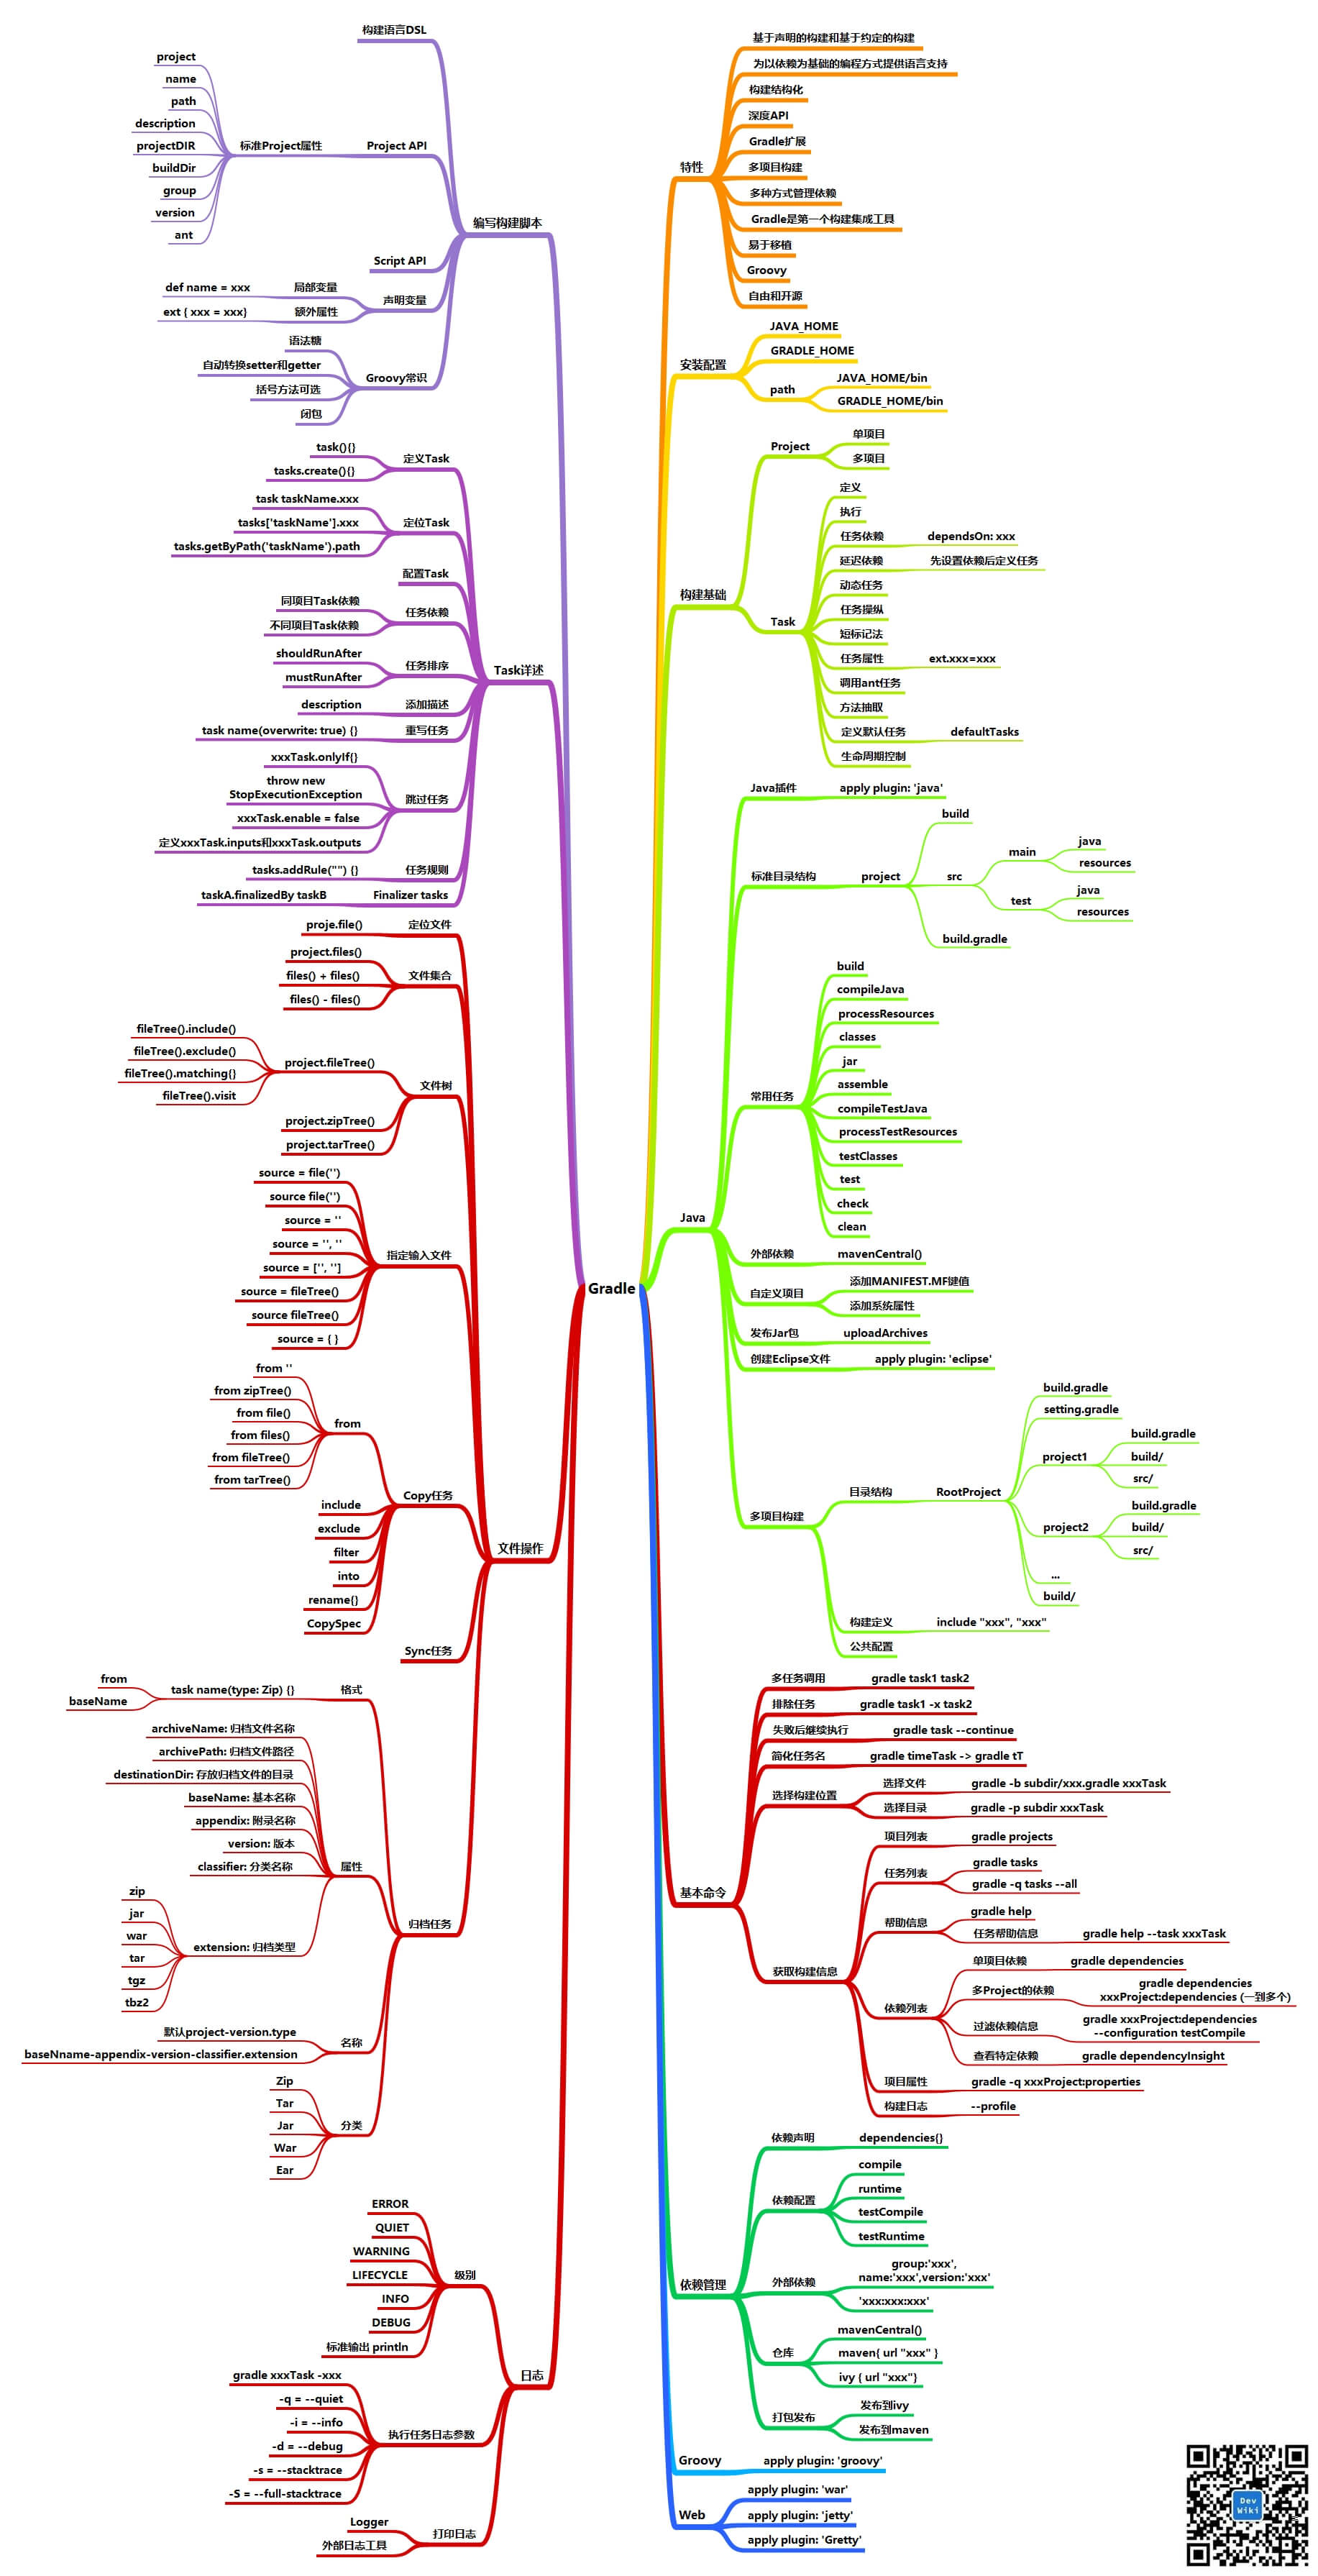 Gradle
特性
基于声明的构建和基于约定的构建
为以依赖为基础的编程方式提供语言支持
构建结构化
深度API
Gradle扩展
多项目构建
多种方式管理依赖
Gradle是第一个构建集成工具
易于移植
Groovy
自由和开源
安装配置
JAVA_HOME
GRADLE_HOME
path
JAVA_HOME/bin
GRADLE_HOME/bin
构建基础
Project
单项目
多项目
Task
定义
执行
任务依赖
dependsOn: xxx
延迟依赖
先设置依赖后定义任务
动态任务
任务操纵
短标记法
任务属性
ext.xxx=xxx
调用ant任务
方法抽取
定义默认任务
defaultTasks
生命周期控制
Java
Java插件
apply plugin: 'java'
标准目录结构
project
build
src
main
java
resources
test
java
resources
build.gradle
常用任务
build
compileJava
processResources
classes
jar
assemble
compileTestJava
processTestResources
testClasses
test
check
clean
外部依赖
mavenCentral()
自定义项目
添加MANIFEST.MF键值
添加系统属性
发布Jar包
uploadArchives
创建Eclipse文件
apply plugin: 'eclipse'
多项目构建
目录结构
RootProject
build.gradle
setting.gradle
project1
build.gradle
build/
src/
project2
build.gradle
build/
src/
...
build/
构建定义
include "xxx", "xxx"
公共配置
基本命令
多任务调用
gradle task1 task2
排除任务
gradle task1 -x task2
失败后继续执行
gradle task --continue
简化任务名
gradle timeTask -> gradle tT
选择构建位置
选择文件
gradle -b subdir/xxx.gradle xxxTask
选择目录
gradle -p subdir xxxTask
获取构建信息
项目列表
gradle projects
任务列表
gradle tasks
gradle -q tasks --all
帮助信息
gradle help
任务帮助信息
gradle help --task xxxTask
依赖列表
单项目依赖
gradle dependencies
多Project的依赖
gradle dependencies
xxxProject:dependencies (一到多个)
过滤依赖信息
gradle xxxProject:dependencies
--configuration testCompile
查看特定依赖
gradle dependencyInsight
项目属性
gradle -q xxxProject:properties
构建日志
--profile
依赖管理
依赖声明
dependencies{}
依赖配置
compile
runtime
testCompile
testRuntime
外部依赖
group:'xxx',
name:'xxx',version:'xxx'
'xxx:xxx:xxx'
仓库
mavenCentral()
maven{ url "xxx" }
ivy { url "xxx"}
打包发布
发布到ivy
发布到maven
Groovy
apply plugin: 'groovy'
Web
apply plugin: 'war'
apply plugin: 'jetty'
apply plugin: 'Gretty'
编写构建脚本
构建语言DSL
Project API
标准Project属性
project
name
path
description
projectDIR
buildDir
group
version
ant
Script API
声明变量
局部变量
def name = xxx
额外属性
ext { xxx = xxx}
Groovy常识
语法糖
自动转换setter和getter
括号方法可选
闭包
Task详述
定义Task
task(){}
tasks.create(){}
定位Task
task taskName.xxx
tasks['taskName'].xxx
tasks.getByPath('taskName').path
配置Task
任务依赖
同项目Task依赖
不同项目Task依赖
任务排序
shouldRunAfter
mustRunAfter
添加描述
description
重写任务
task name(overwrite: true) {}
跳过任务
xxxTask.onlyIf{}
throw new
StopExecutionException
xxxTask.enable = false
定义xxxTask.inputs和xxxTask.outputs
任务规则
tasks.addRule("") {}
Finalizer tasks
taskA.finalizedBy taskB
文件操作
定位文件
proje.file()
文件集合
project.files()
files() + files()
files() - files()
文件树
project.fileTree()
fileTree().include()
fileTree().exclude()
fileTree().matching{}
fileTree().visit
project.zipTree()
project.tarTree()
指定输入文件
source = file('')
source file('')
source = ''
source = '', ''
source = ['', '']
source = fileTree()
source fileTree()
source = { }
Copy任务
from
from ''
from zipTree()
from file()
from files()
from fileTree()
from tarTree()
include
exclude
filter
into
rename{}
CopySpec
Sync任务
归档任务
格式
task name(type: Zip) {}
from
baseName
属性
archiveName: 归档文件名称
archivePath: 归档文件路径
destinationDir: 存放归档文件的目录
baseName: 基本名称
appendix: 附录名称
version: 版本
classifier: 分类名称
extension: 归档类型
zip
jar
war
tar
tgz
tbz2
名称
默认project-version.type
baseNname-appendix-version-classifier.extension
分类
Zip
Tar
Jar
War
Ear
日志
级别
ERROR
QUIET
WARNING
LIFECYCLE
INFO
DEBUG
标准输出 println
执行任务日志参数
gradle xxxTask -xxx
-q = --quiet
-i = --info
-d = --debug
-s = --stacktrace
-S = --full-stacktrace
打印日志
Logger
外部日志工具
Dev
Wiki